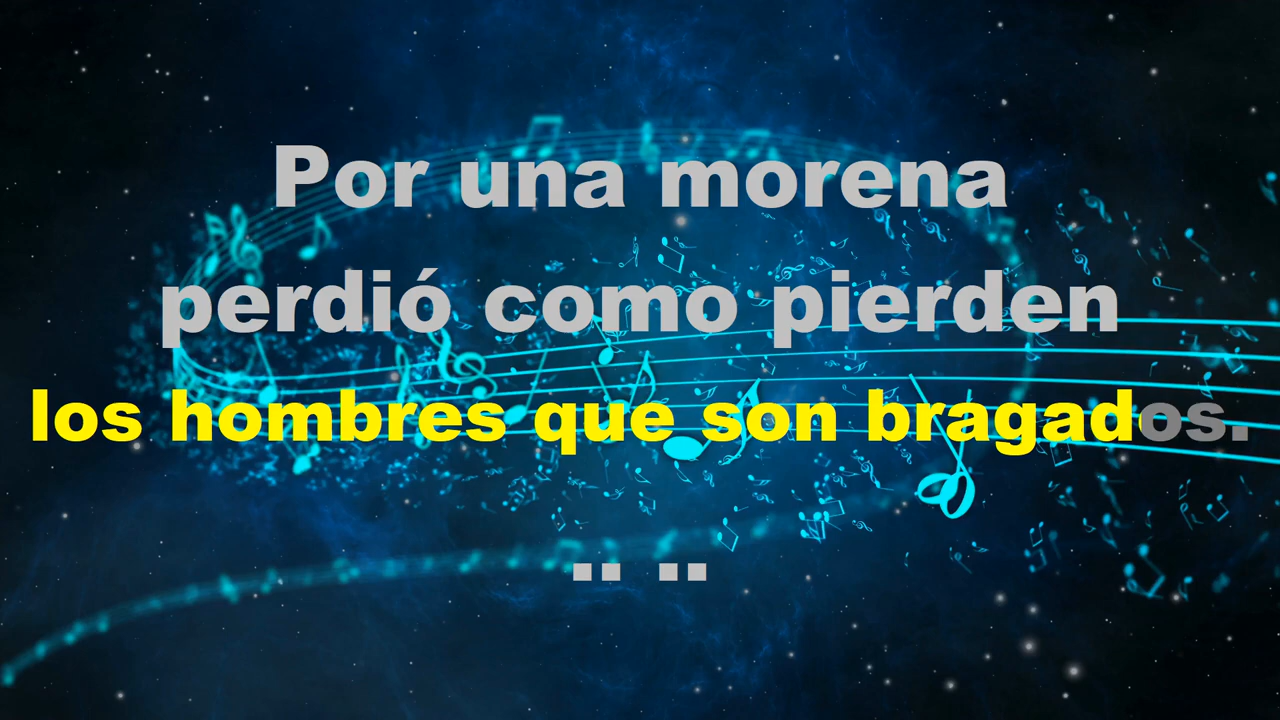 Por una morena
perdió como pierden
los hombres que son bragados.
.. ..